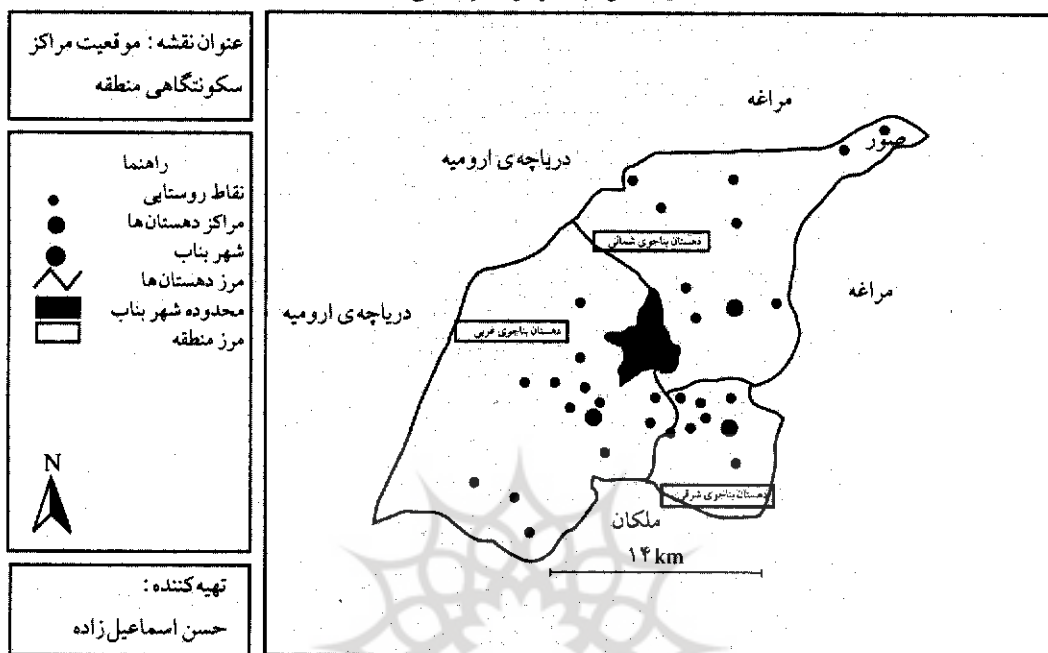 عنوان نقشه: موقعیت مراکز
سکونتگاهی منطقه
راهنما
نقاط روستایی
مراکز دهستان‌ها
شهر بناب
مرز دهستان‌ها
محدوده شهر بناب
مرز منطقه
N
تهیه‌کننده:
حسن اسماعیل‌زاده
مراغه
صور
دریاچه‌ی ارومیه
دهستان بناجوی شمالی
مراغه
دریاچه‌ی ارومیه
دهستان بناجوی غربی
دهستان بناجوی شرقی
ملکان
۱۴ km